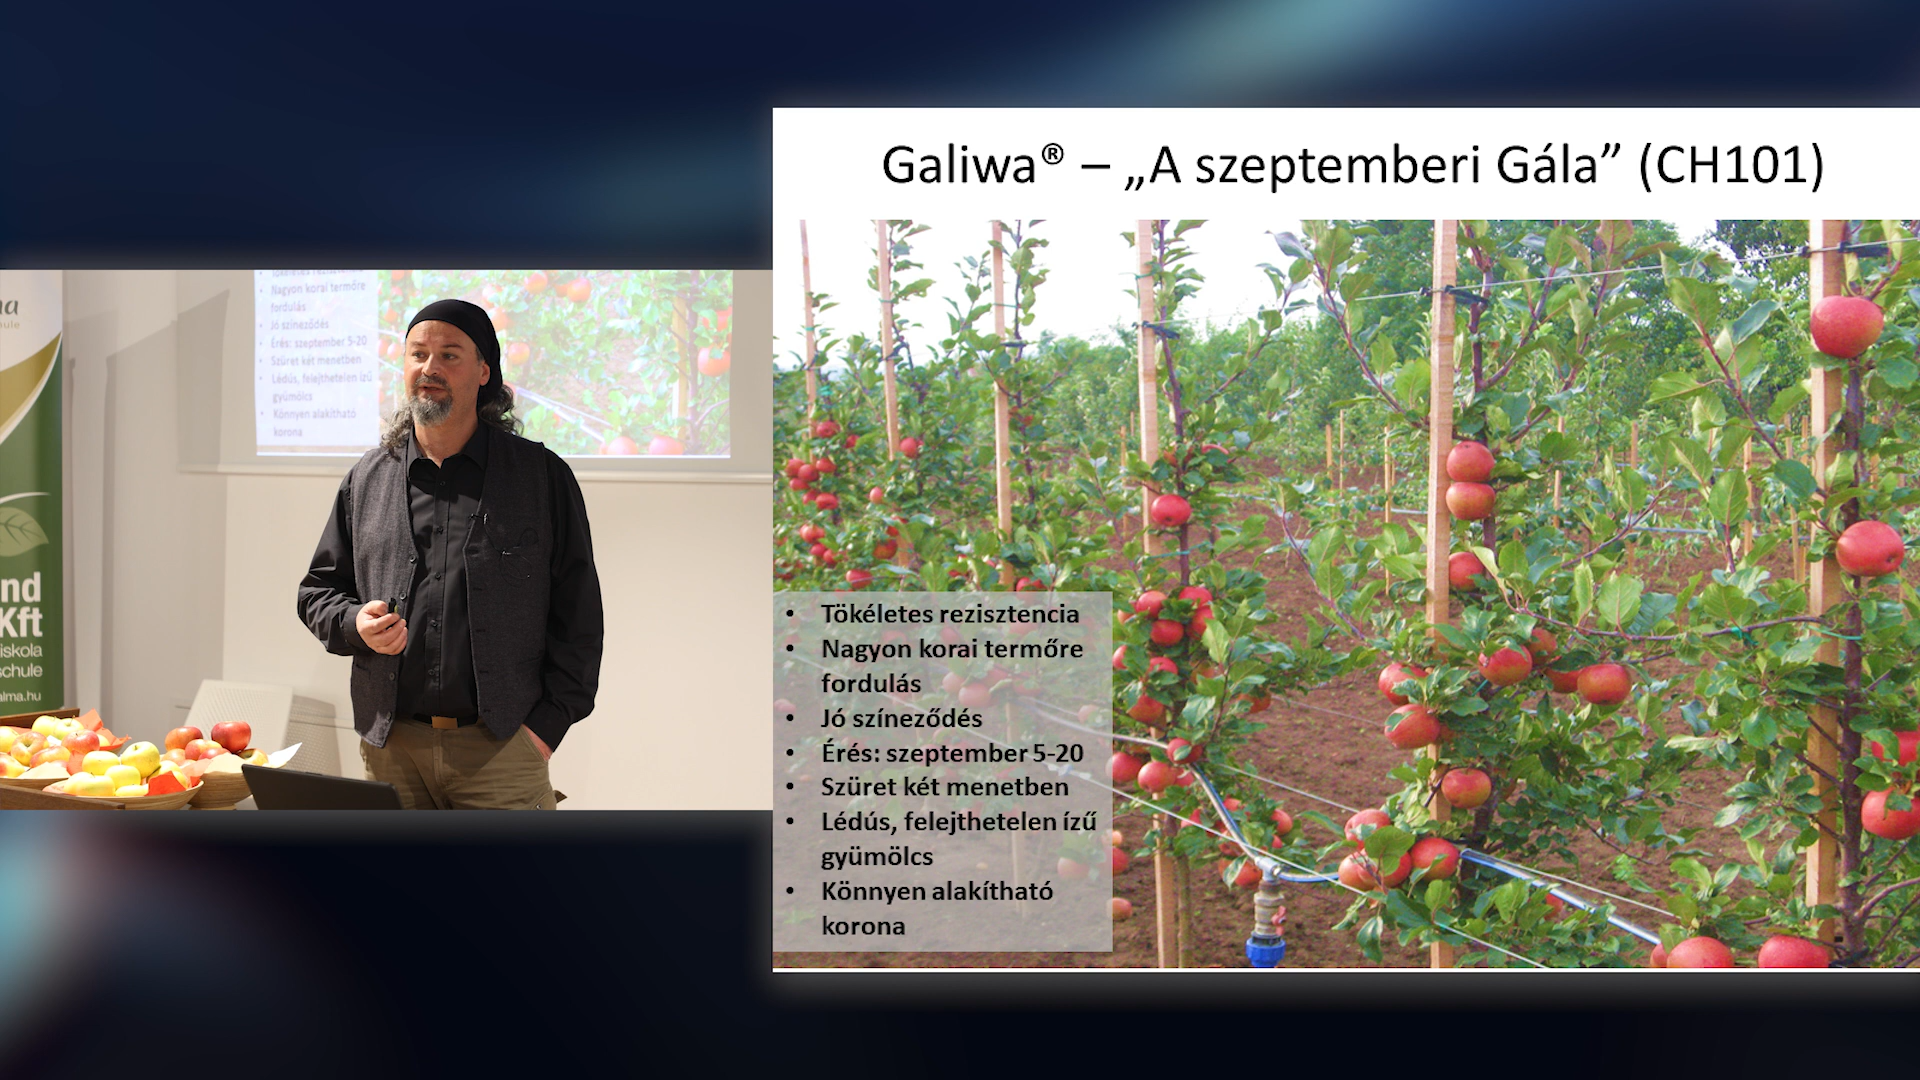 Galiwa® – „A szeptemberi Gála” (CH101)
• Tökéletes rezisztencia
• Nagyon korai termőre
fordulás
• Jó színeződés
• Érés: szeptember 5-20
• Szüret két menetben
• Lédús, felejthetelen ízű
gyümölcs
• Könnyen alakítható
korona
• Nagyon korai termőre
fordulás
• Jó színeződés
• Érés: szeptember 5-20
• Szüret két menetben
• Lédús, felejthetelen ízű
gyümölcs
• Könnyen alakítható
korona
na
hule
nd
Kft
iskola
schule
alma.hu